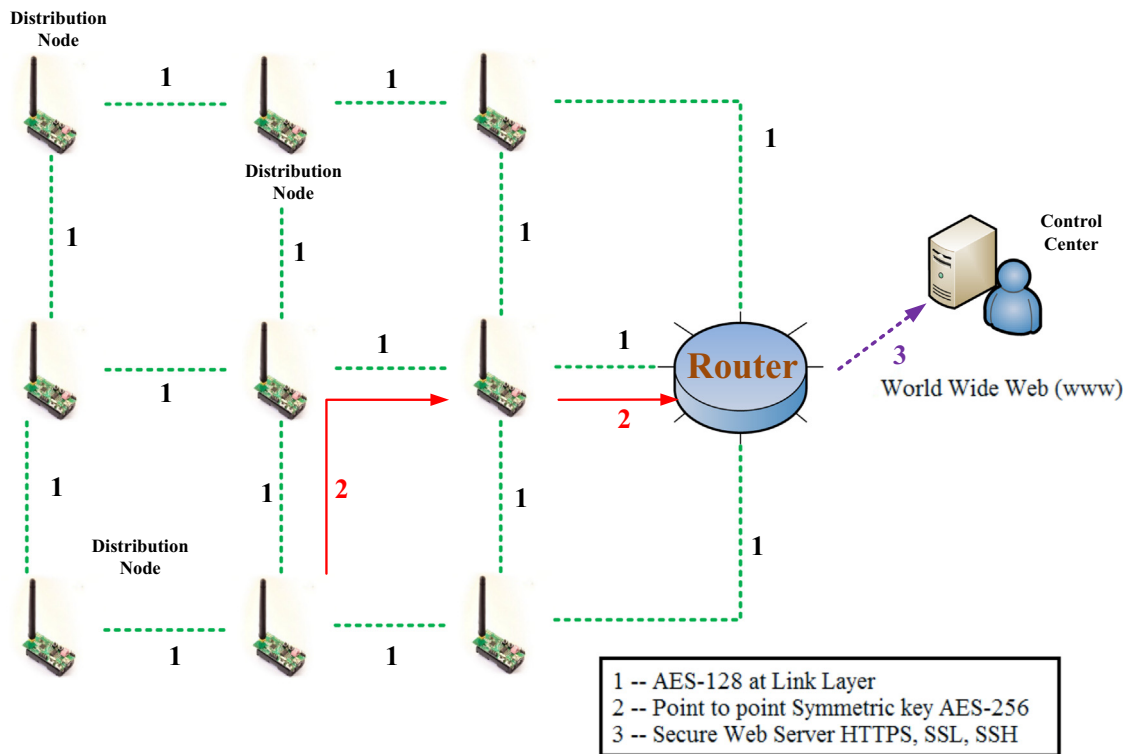 Distribution
Node
1
1
1
Distribution
Node
1
1
1
Control
Center
1
1
Router
3
1
World Wide Web (www)
2
1
1
2
1
1
Distribution
Node
1
1
1
1 -- AES-128 at Link Layer
2 -- Point to point Symmetric key AES-256
3 -- Secure Web Server HTTPS, SSL, SSH